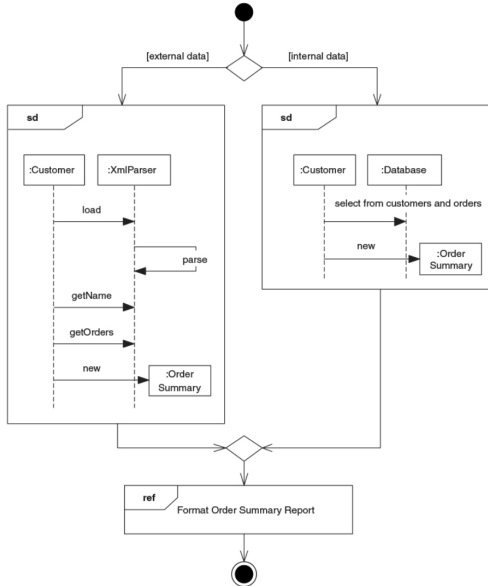 [external data]
[internal data]
sd
:Customer
:XmlParser
load
parse
getName
getOrders
new
:Order
Summary
sd
:Customer
:Database
select from customers and orders
new
:Order
Summary
ref
Format Order Summary Report